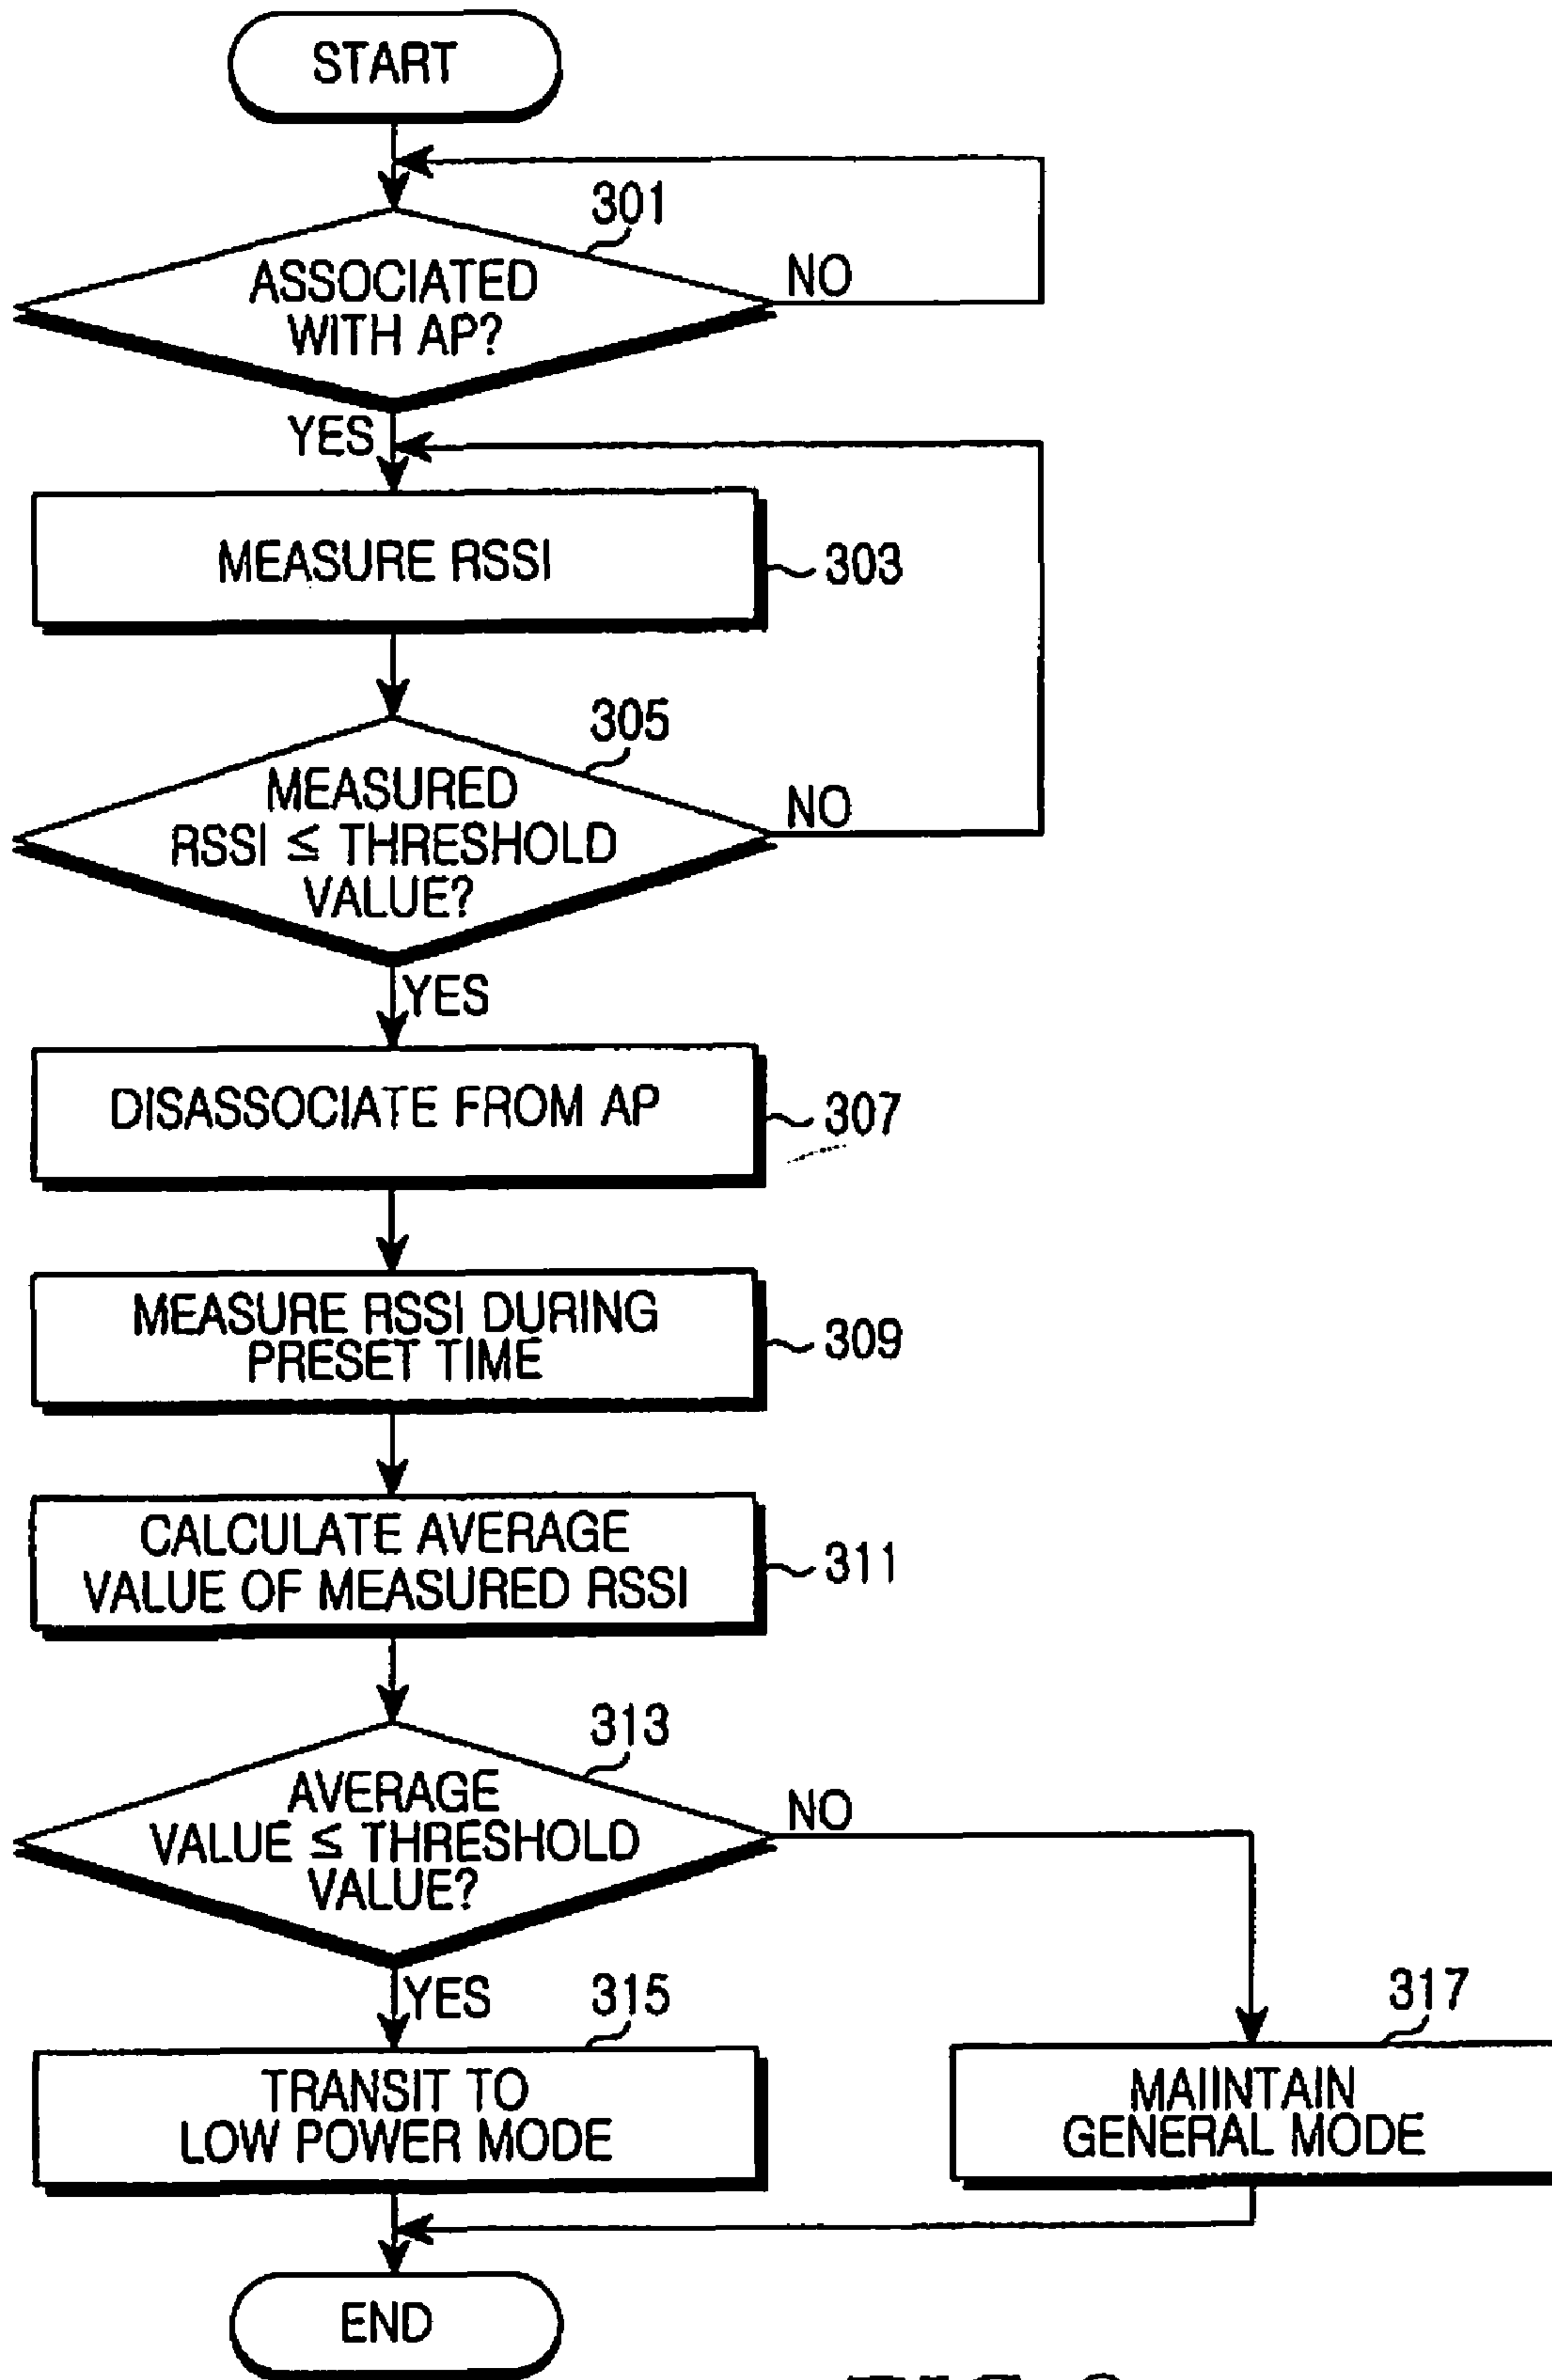 START
301
ASSOCIATED
WITH AP?
NO
YES
MEASURE RSSI
303
305
MEASURED
RSSI ≤ THRESHOLD
VALUE?
NO
YES
DISASSOCIATE FROM AP
307
MEASURE RSSI DURING
PRESET TIME
309
CALCULATE AVERAGE
VALUE OF MEASURED RSSI
311
313
AVERAGE
VALUE ≤ THRESHOLD
VALUE?
NO
YES
315
TRANSIT TO
LOW POWER MODE
317
MAIINTAIN
GENERAL MODE
END